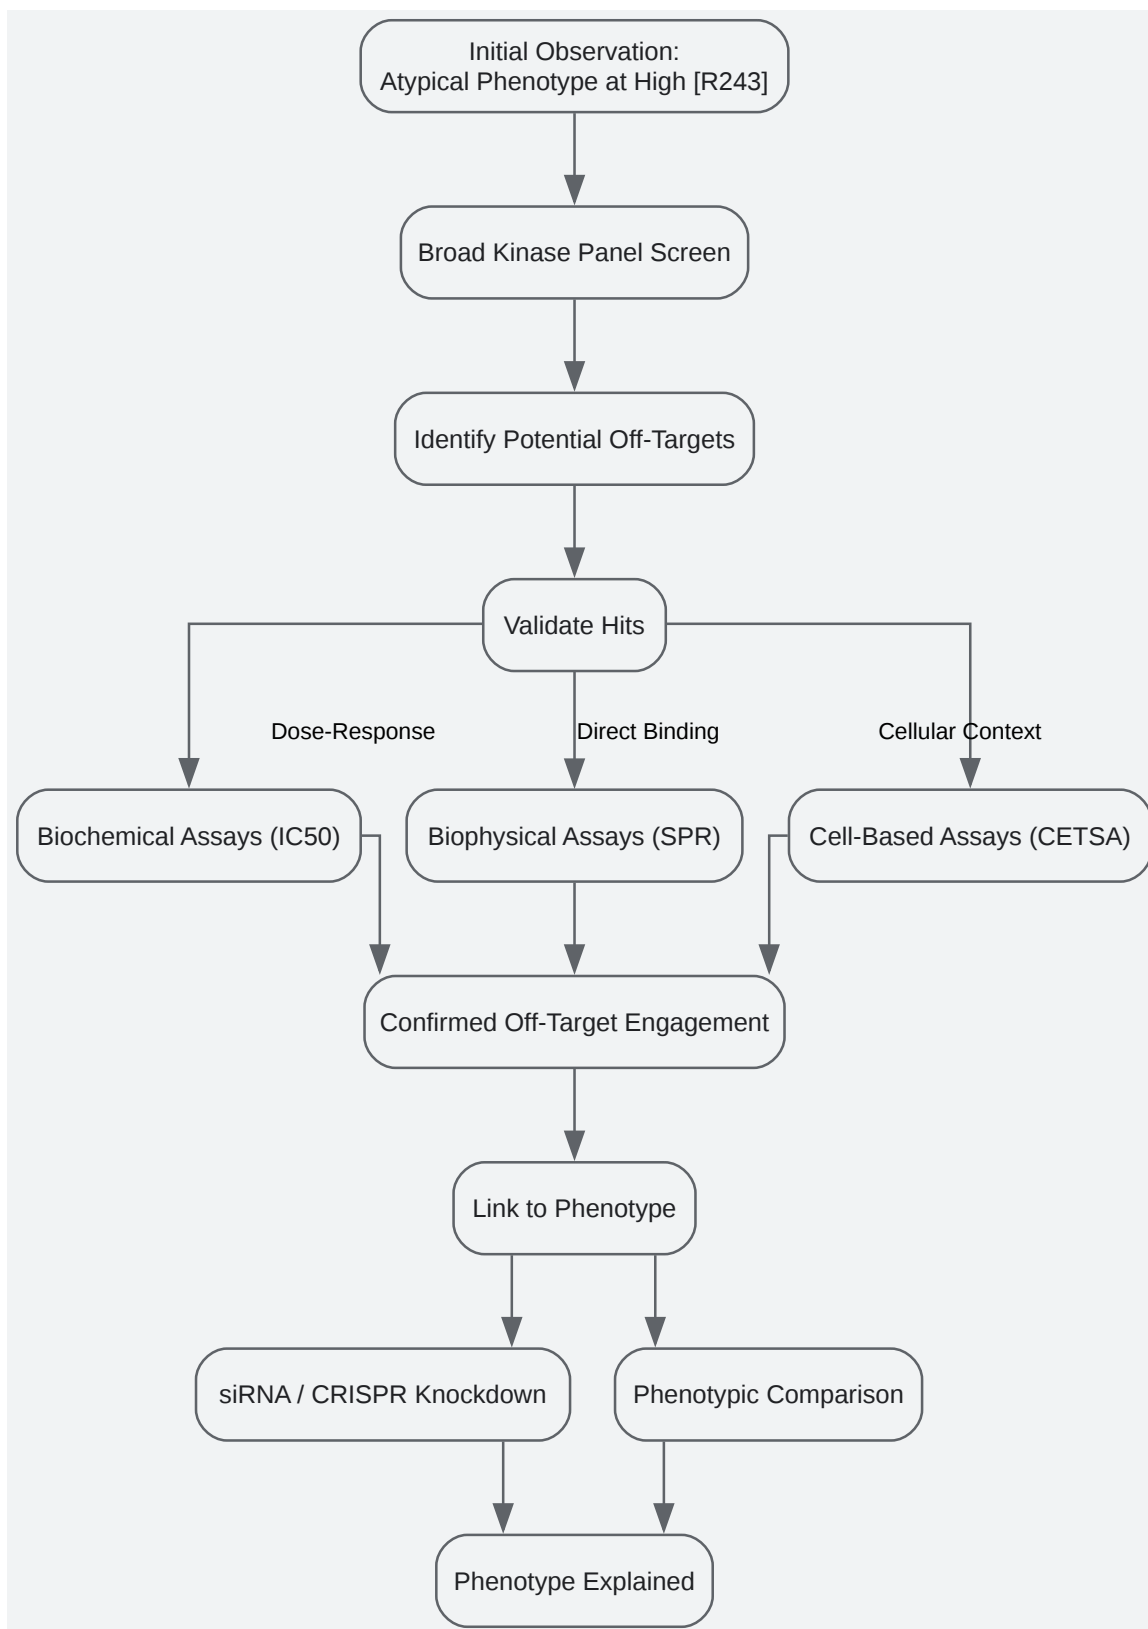 Initial Observation:
Atypical Phenotype at High [R243]
Broad Kinase Panel Screen
Identify Potential Off-Targets
Validate Hits
Dose-Response
Direct Binding
Cellular Context
Biochemical Assays (IC50)
Biophysical Assays (SPR)
Cell-Based Assays (CETSA)
Confirmed Off-Target Engagement
Link to Phenotype
siRNA / CRISPR Knockdown
Phenotypic Comparison
Phenotype Explained